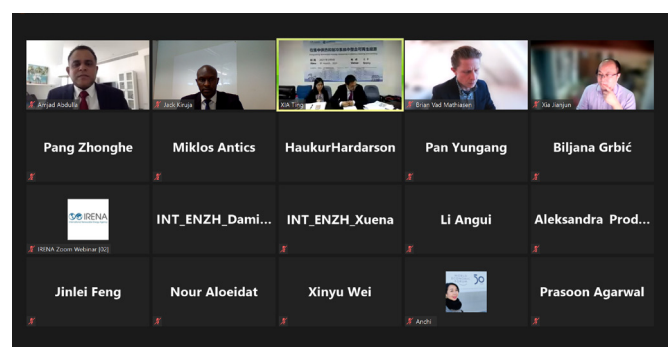 Amjad Abdulla
Jack Kiruja
XIA Ting
Brian Vad Mathiesen
Xia Jianjun
Pang Zhonghe
Miklos Antics
HaukurHardarson
Pan Yungang
Biljana Grbić
IRENA
IRENA Zoom Webinar [02]
INT_ENZH_Dami...
INT_ENZH_Xuena
Li Angui
Aleksandra Prod...
Jinlei Feng
Nour Aloeidat
Xinyu Wei
50
Anchi
Prasoon Agarwal